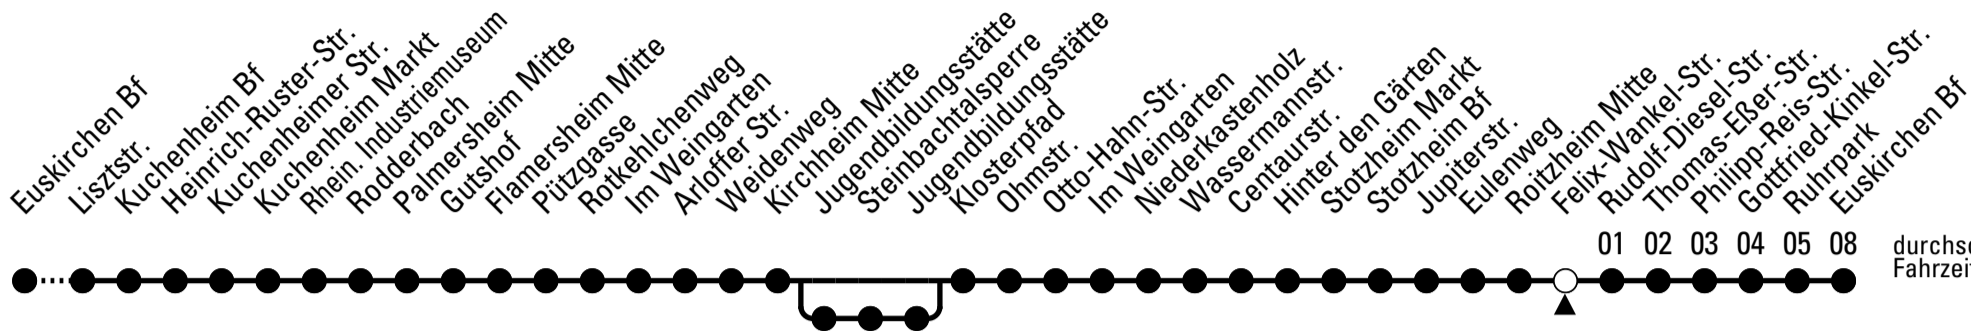 Euskirchen Bf
Lisztstr.
Kuchenheim Bf
Heinrich-Ruster-Str.
Kuchenheimer Str.
Kuchenheim Markt
Rhein. Industriemuseum
Rodderbach
Palmersheim Mitte
Gutshof
Flamersheim Mitte
Pützgasse
Rotkehlchenweg
Im Weingarten
Arloffer Str.
Weidenweg
Kirchheim Mitte
Jugendbildungsstätte
Steinbachtalsperre
Jugendbildungsstätte
Klosterpfad
Ohmstr.
Otto-Hahn-Str.
Im Weingarten
Niederkastenholz
Wassermannstr.
Centaurstr.
Hinter den Gärten
Stotzheim Markt
Stotzheim Bf
Jupiterstr.
Eulenweg
Roitzheim Mitte
Felix-Wankel-Str.
Rudolf-Diesel-Str.
Thomas-Eßer-Str.
Philipp-Reis-Str.
Gottfried-Kinkel-Str.
Ruhrpark
Euskirchen Bf
01 02 03 04 05 08
Fahrzeit